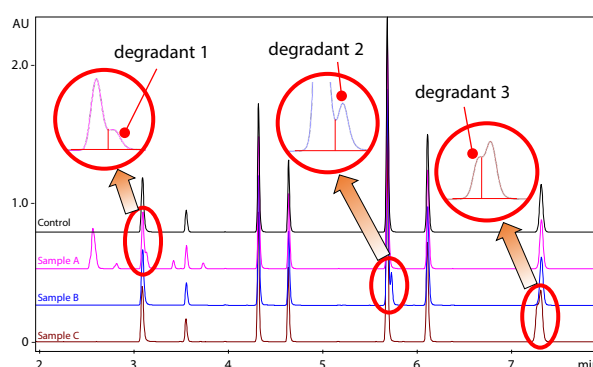 AU
degradant 1
degradant 2
2.0
degradant 3
1.0
Control
Sample A
Sample B
Sample C
0
2 3 4 5 6 7 min